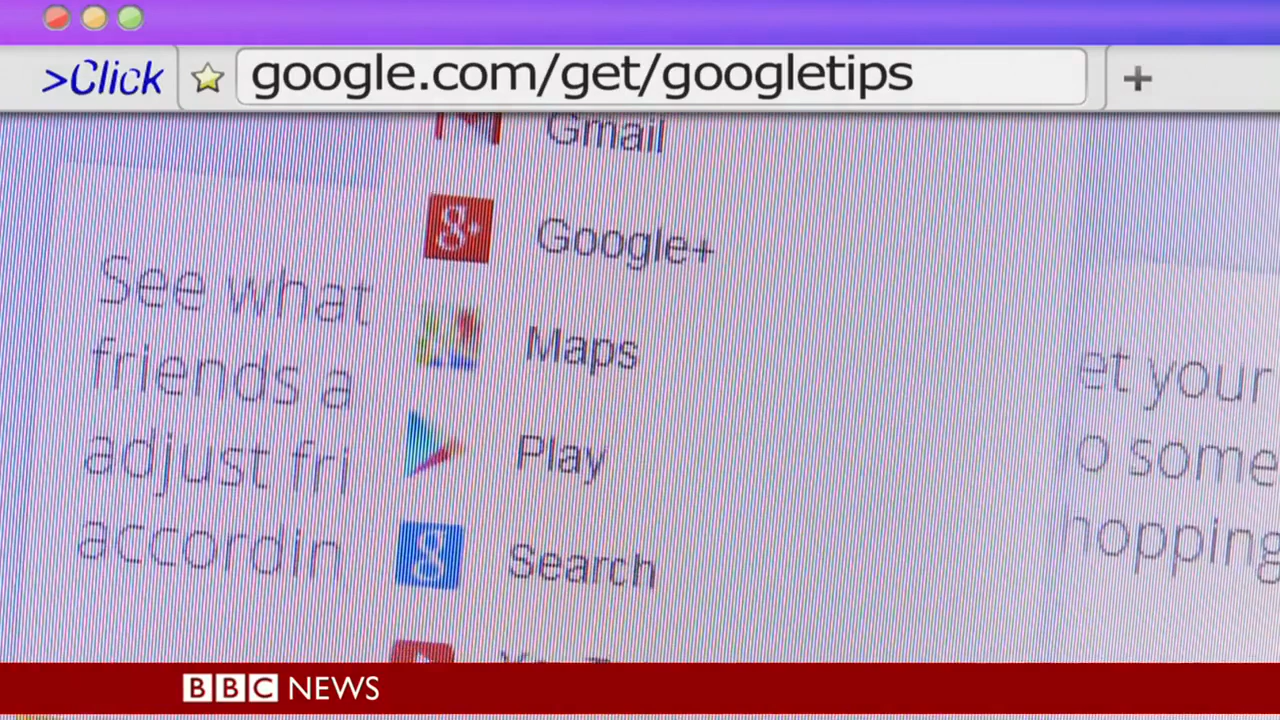 >Click
google.com/get/googletips
Gmail
Google+
See what
Maps
friends a
et your
adjust fri
Play
o some
accordin
Search
hopping
BBC NEWS